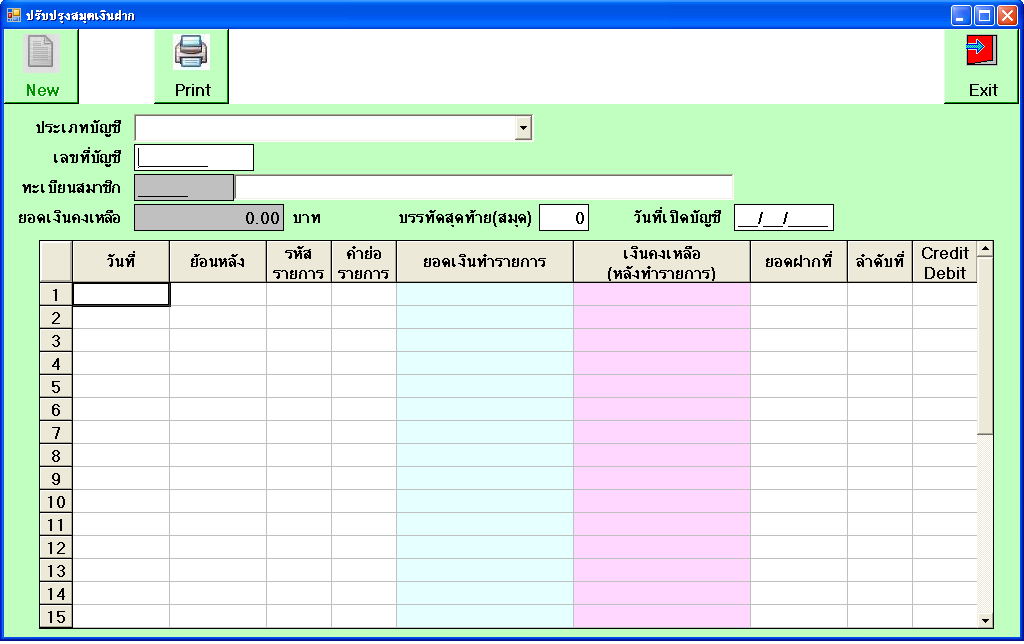 ปรับปรุงสมุดเงินฝาก
New
Print
Exit
ประเภทบัญชี
เลขที่บัญชี ________
ทะเบียนสมาชิก ______
ยอดเงินคงเหลือ 0.00 บาท บรรทัดสุดท้าย(สมุด) 0 วันที่เปิดบัญชี __/__/____
วันที่ ย้อนหลัง รหัส คำย่อ ยอดเงินทำรายการ เงินคงเหลือ ยอดฝากที่ ลำดับที่ Credit
รายการ รายการ (หลังทำรายการ) Debit
1
2
3
4
5
6
7
8
9
10
11
12
13
14
15